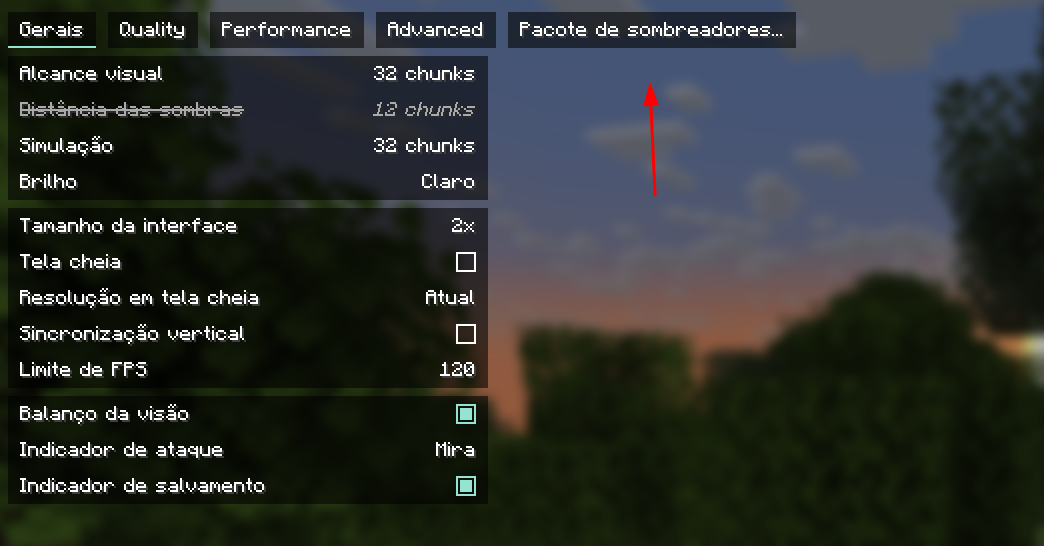 Gerais Quality Performance Advanced Pacote de sombreadores...
Alcance visual 32 chunks
Distância das sombras 12 chunks
Simulação 32 chunks
Brilho Claro
Tamanho da interface 2x
Tela cheia
Resolução em tela cheia Atual
Sincronização vertical
Limite de FPS 120
Balanço da visão
Indicador de ataque Mira
Indicador de salvamento